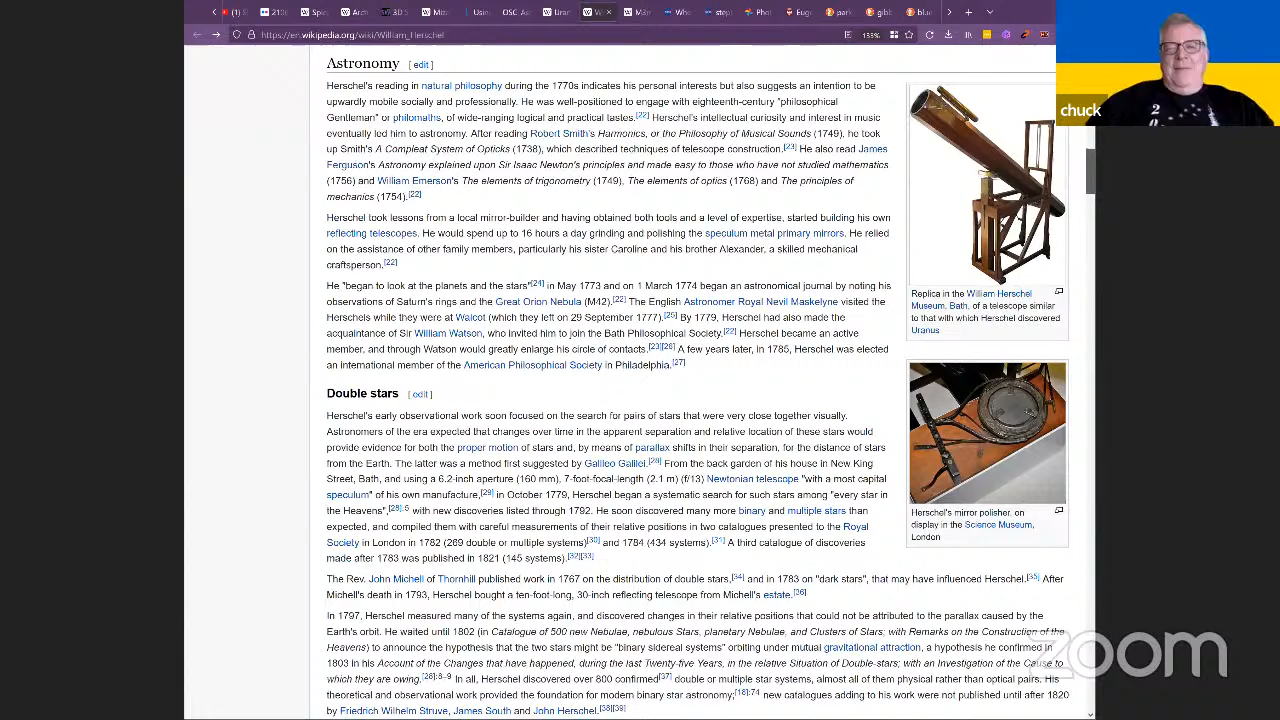 (1) S
2106
Spie
Arch
3D S
Miza
Usin
OSC As
Uran
Wi
M3m
Whe
stept
Phot
Euge
park
gibb
blue
https://en.wikipedia.org/wiki/William_Herschel
133%
Astronomy [ edit ]
Herschel's reading in natural philosophy during the 1770s indicates his personal interests but also suggests an intention to be
upwardly mobile socially and professionally. He was well-positioned to engage with eighteenth-century "philosophical
Gentleman" or philomaths, of wide-ranging logical and practical tastes.[22] Herschel's intellectual curiosity and interest in music
eventually led him to astronomy. After reading Robert Smith's Harmonics, or the Philosophy of Musical Sounds (1749), he took
up Smith's A Compleat System of Opticks (1738), which described techniques of telescope construction.[23] He also read James
Ferguson's Astronomy explained upon Sir Isaac Newton's principles and made easy to those who have not studied mathematics
(1756) and William Emerson's The elements of trigonometry (1749), The elements of optics (1768) and The principles of
mechanics (1754).[22]
Herschel took lessons from a local mirror-builder and having obtained both tools and a level of expertise, started building his own
reflecting telescopes. He would spend up to 16 hours a day grinding and polishing the speculum metal primary mirrors. He relied
on the assistance of other family members, particularly his sister Caroline and his brother Alexander, a skilled mechanical
craftsperson.[22]
He "began to look at the planets and the stars"[24] in May 1773 and on 1 March 1774 began an astronomical journal by noting his
observations of Saturn's rings and the Great Orion Nebula (M42).[22] The English Astronomer Royal Nevil Maskelyne visited the
Herschels while they were at Walcot (which they left on 29 September 1777).[25] By 1779, Herschel had also made the
acquaintance of Sir William Watson, who invited him to join the Bath Philosophical Society.[22] Herschel became an active
member, and through Watson would greatly enlarge his circle of contacts.[23][26] A few years later, in 1785, Herschel was elected
an international member of the American Philosophical Society in Philadelphia.[27]
Replica in the William Herschel
Museum, Bath, of a telescope similar
to that with which Herschel discovered
Uranus
Double stars [ edit ]
Herschel's early observational work soon focused on the search for pairs of stars that were very close together visually.
Astronomers of the era expected that changes over time in the apparent separation and relative location of these stars would
provide evidence for both the proper motion of stars and, by means of parallax shifts in their separation, for the distance of stars
from the Earth. The latter was a method first suggested by Galileo Galilei.[28] From the back garden of his house in New King
Street, Bath, and using a 6.2-inch aperture (160 mm), 7-foot-focal-length (2.1 m) (f/13) Newtonian telescope "with a most capital
speculum" of his own manufacture,[29] in October 1779, Herschel began a systematic search for such stars among "every star in
the Heavens",[28]:5 with new discoveries listed through 1792. He soon discovered many more binary and multiple stars than
expected, and compiled them with careful measurements of their relative positions in two catalogues presented to the Royal
Society in London in 1782 (269 double or multiple systems)[30] and 1784 (434 systems).[31] A third catalogue of discoveries
made after 1783 was published in 1821 (145 systems).[32][33]
Herschel's mirror polisher, on
display in the Science Museum,
London
The Rev. John Michell of Thornhill published work in 1767 on the distribution of double stars,[34] and in 1783 on "dark stars", that may have influenced Herschel.[35] After
Michell's death in 1793, Herschel bought a ten-foot-long, 30-inch reflecting telescope from Michell's estate.[36]
In 1797, Herschel measured many of the systems again, and discovered changes in their relative positions that could not be attributed to the parallax caused by the
Earth's orbit. He waited until 1802 (in Catalogue of 500 new Nebulae, nebulous Stars, planetary Nebulae, and Clusters of Stars; with Remarks on the Construction of the
Heavens) to announce the hypothesis that the two stars might be "binary sidereal systems" orbiting under mutual gravitational attraction, a hypothesis he confirmed in
1803 in his Account of the Changes that have happened, during the last Twenty-five Years, in the relative Situation of Double-stars; with an Investigation of the Cause to
which they are owing.[28]:8–9 In all, Herschel discovered over 800 confirmed[37] double or multiple star systems, almost all of them physical rather than optical pairs. His
theoretical and observational work provided the foundation for modern binary star astronomy;[18]:74 new catalogues adding to his work were not published until after 1820
by Friedrich Wilhelm Struve, James South and John Herschel.[38][39]
chuck
zoom